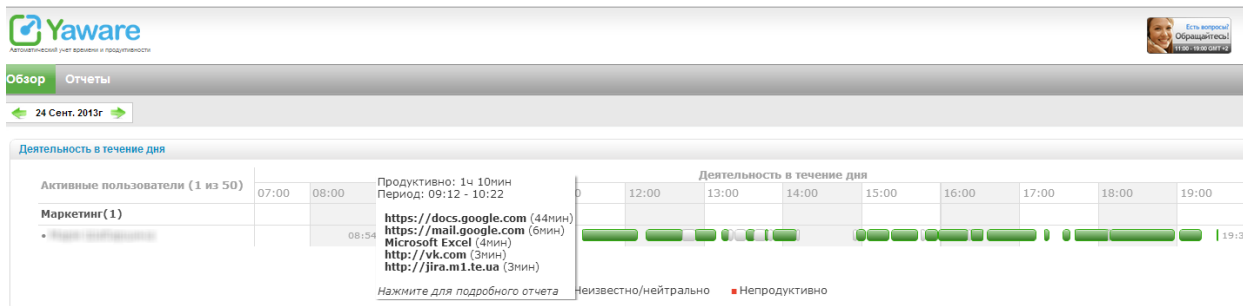 Yaware
Автоматический учет времени и продуктивности
Есть вопросы?
Обращайтесь!
11:00 - 19:00 GMT +2
Обзор Отчеты
24 Сент. 2013г
Деятельность в течение дня
Активные пользователи (1 из 50)
Деятельность в течение дня
07:00 08:00 12:00 13:00 14:00 15:00 16:00 17:00 18:00 19:00
Маркетинг(1)
08:54
19:3
Продуктивно: 1ч 10мин
Период: 09:12 - 10:22
https://docs.google.com (44мин)
https://mail.google.com (6мин)
Microsoft Excel (4мин)
http://vk.com (3мин)
http://jira.m1.te.ua (3мин)
Нажмите для подробного отчета
Неизвестно/нейтрально Непродуктивно